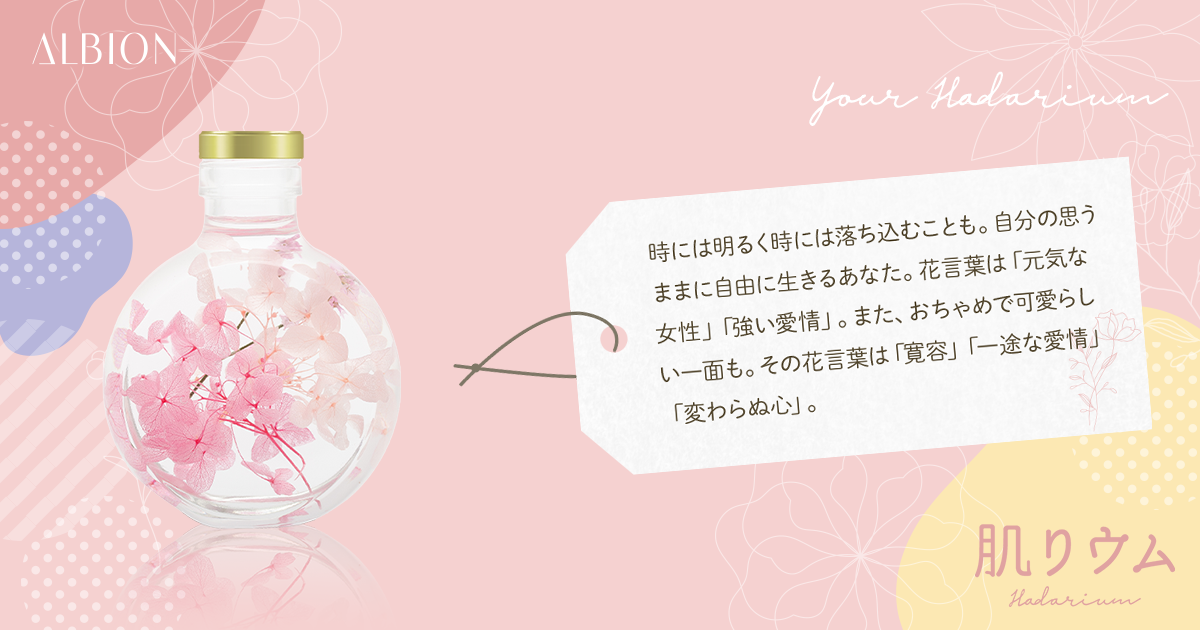 ALBION
Your Hadarium
時には明るく時には落ち込むことも。自分の思う
ままに自由に生きるあなた。花言葉は「元気な
女性」「強い愛情」。また、おちゃめで可愛らし
い一面も。その花言葉は「寛容」「一途な愛情」
「変わらぬ心」。
肌りウム
Hadarium